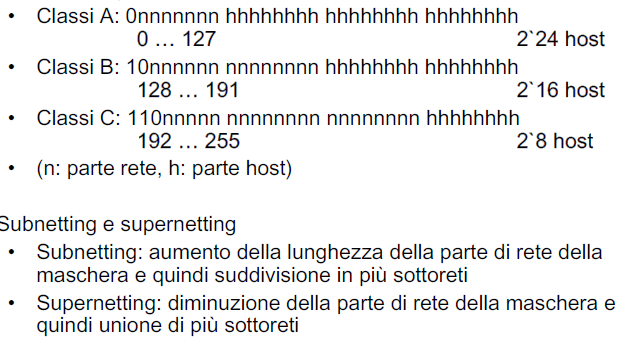 • Classi A: 0nnnnnnn hhhhhhhh hhhhhhhh hhhhhhhh
0 … 127 2`24 host
• Classi B: 10nnnnnn nnnnnnnn hhhhhhhh hhhhhhhh
128 … 191 2`16 host
• Classi C: 110nnnnn nnnnnnnn nnnnnnnn hhhhhhhh
192 … 255 2`8 host
• (n: parte rete, h: parte host)
Subnetting e supernetting
• Subnetting: aumento della lunghezza della parte di rete della
maschera e quindi suddivisione in più sottoreti
• Supernetting: diminuzione della parte di rete della maschera e
quindi unione di più sottoreti